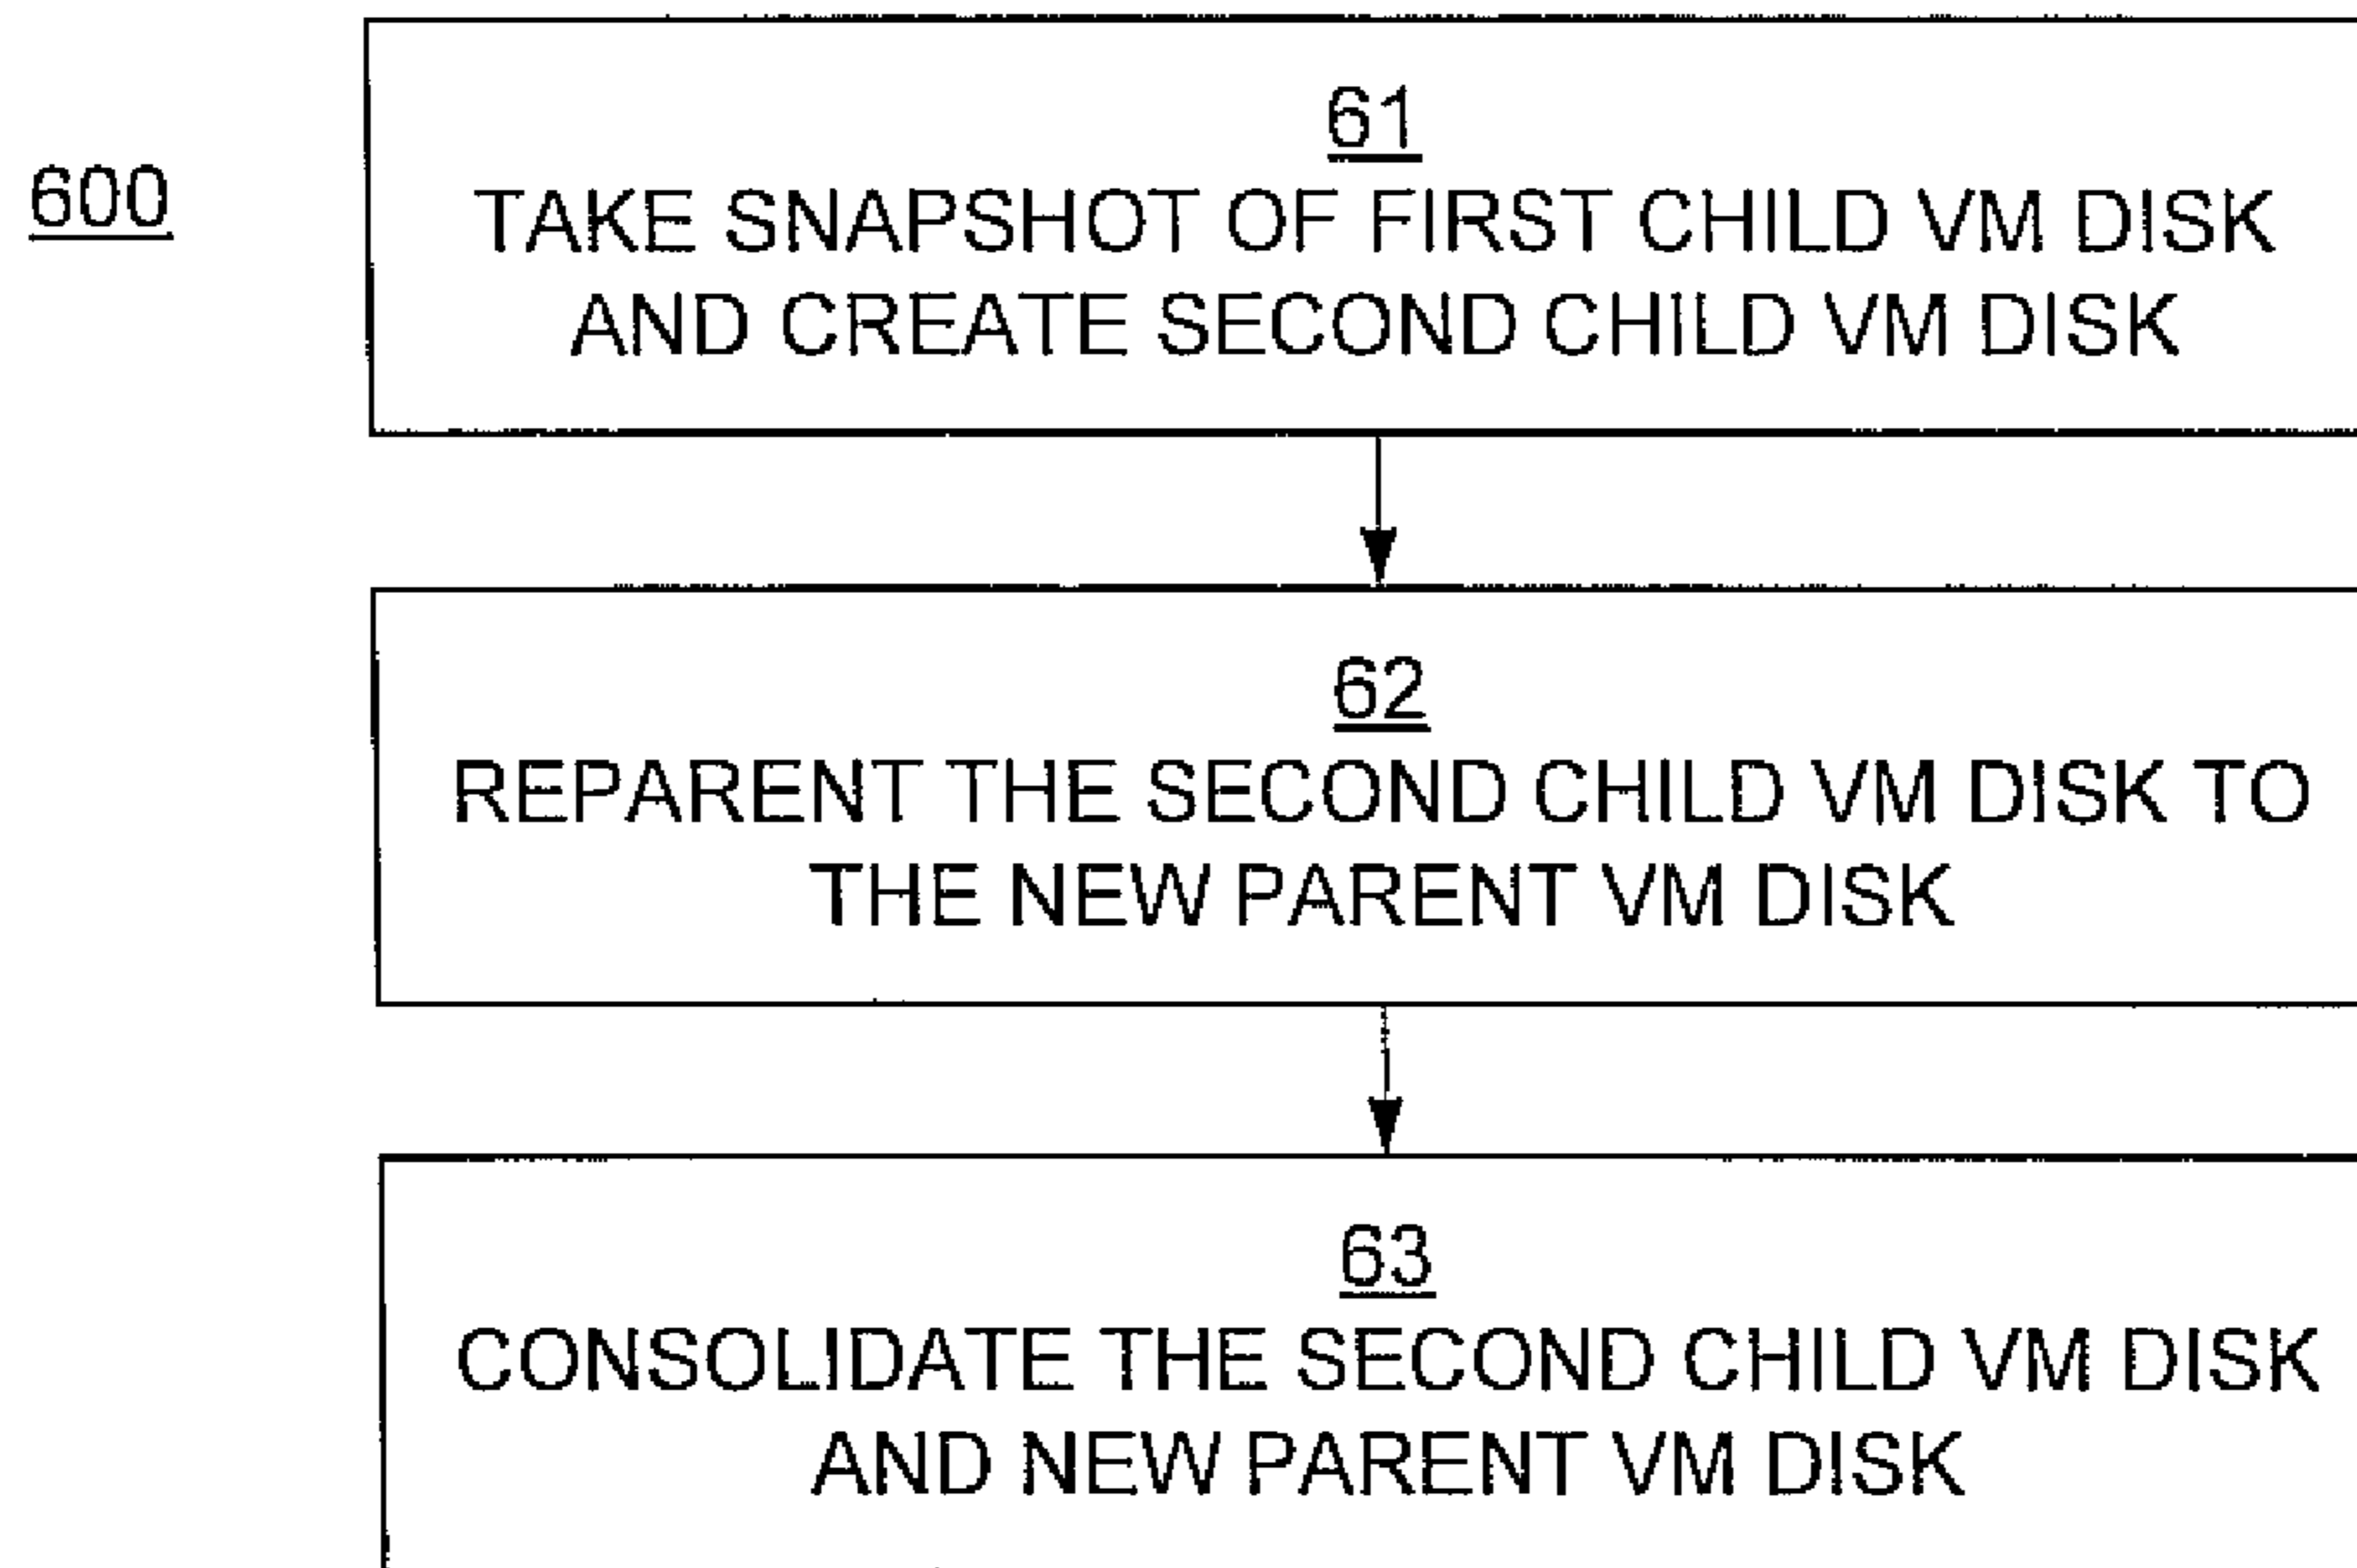 600
61
TAKE SNAPSHOT OF FIRST CHILD VM DISK
AND CREATE SECOND CHILD VM DISK
62
REPARENT THE SECOND CHILD VM DISK TO
THE NEW PARENT VM DISK
63
CONSOLIDATE THE SECOND CHILD VM DISK
AND NEW PARENT VM DISK